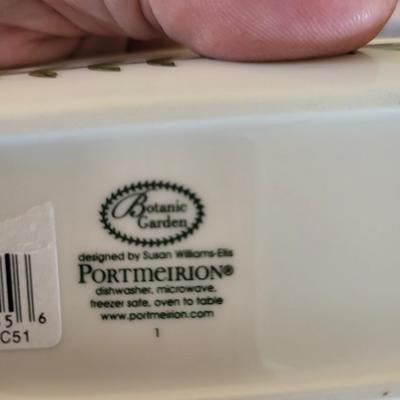 Botanic
Garden
designed by Susan Williams-Ellis
PORTMEIRION®
dishwasher, microwave,
freezer safe, oven to table
www.portmeirion.com
1
5 6
C51